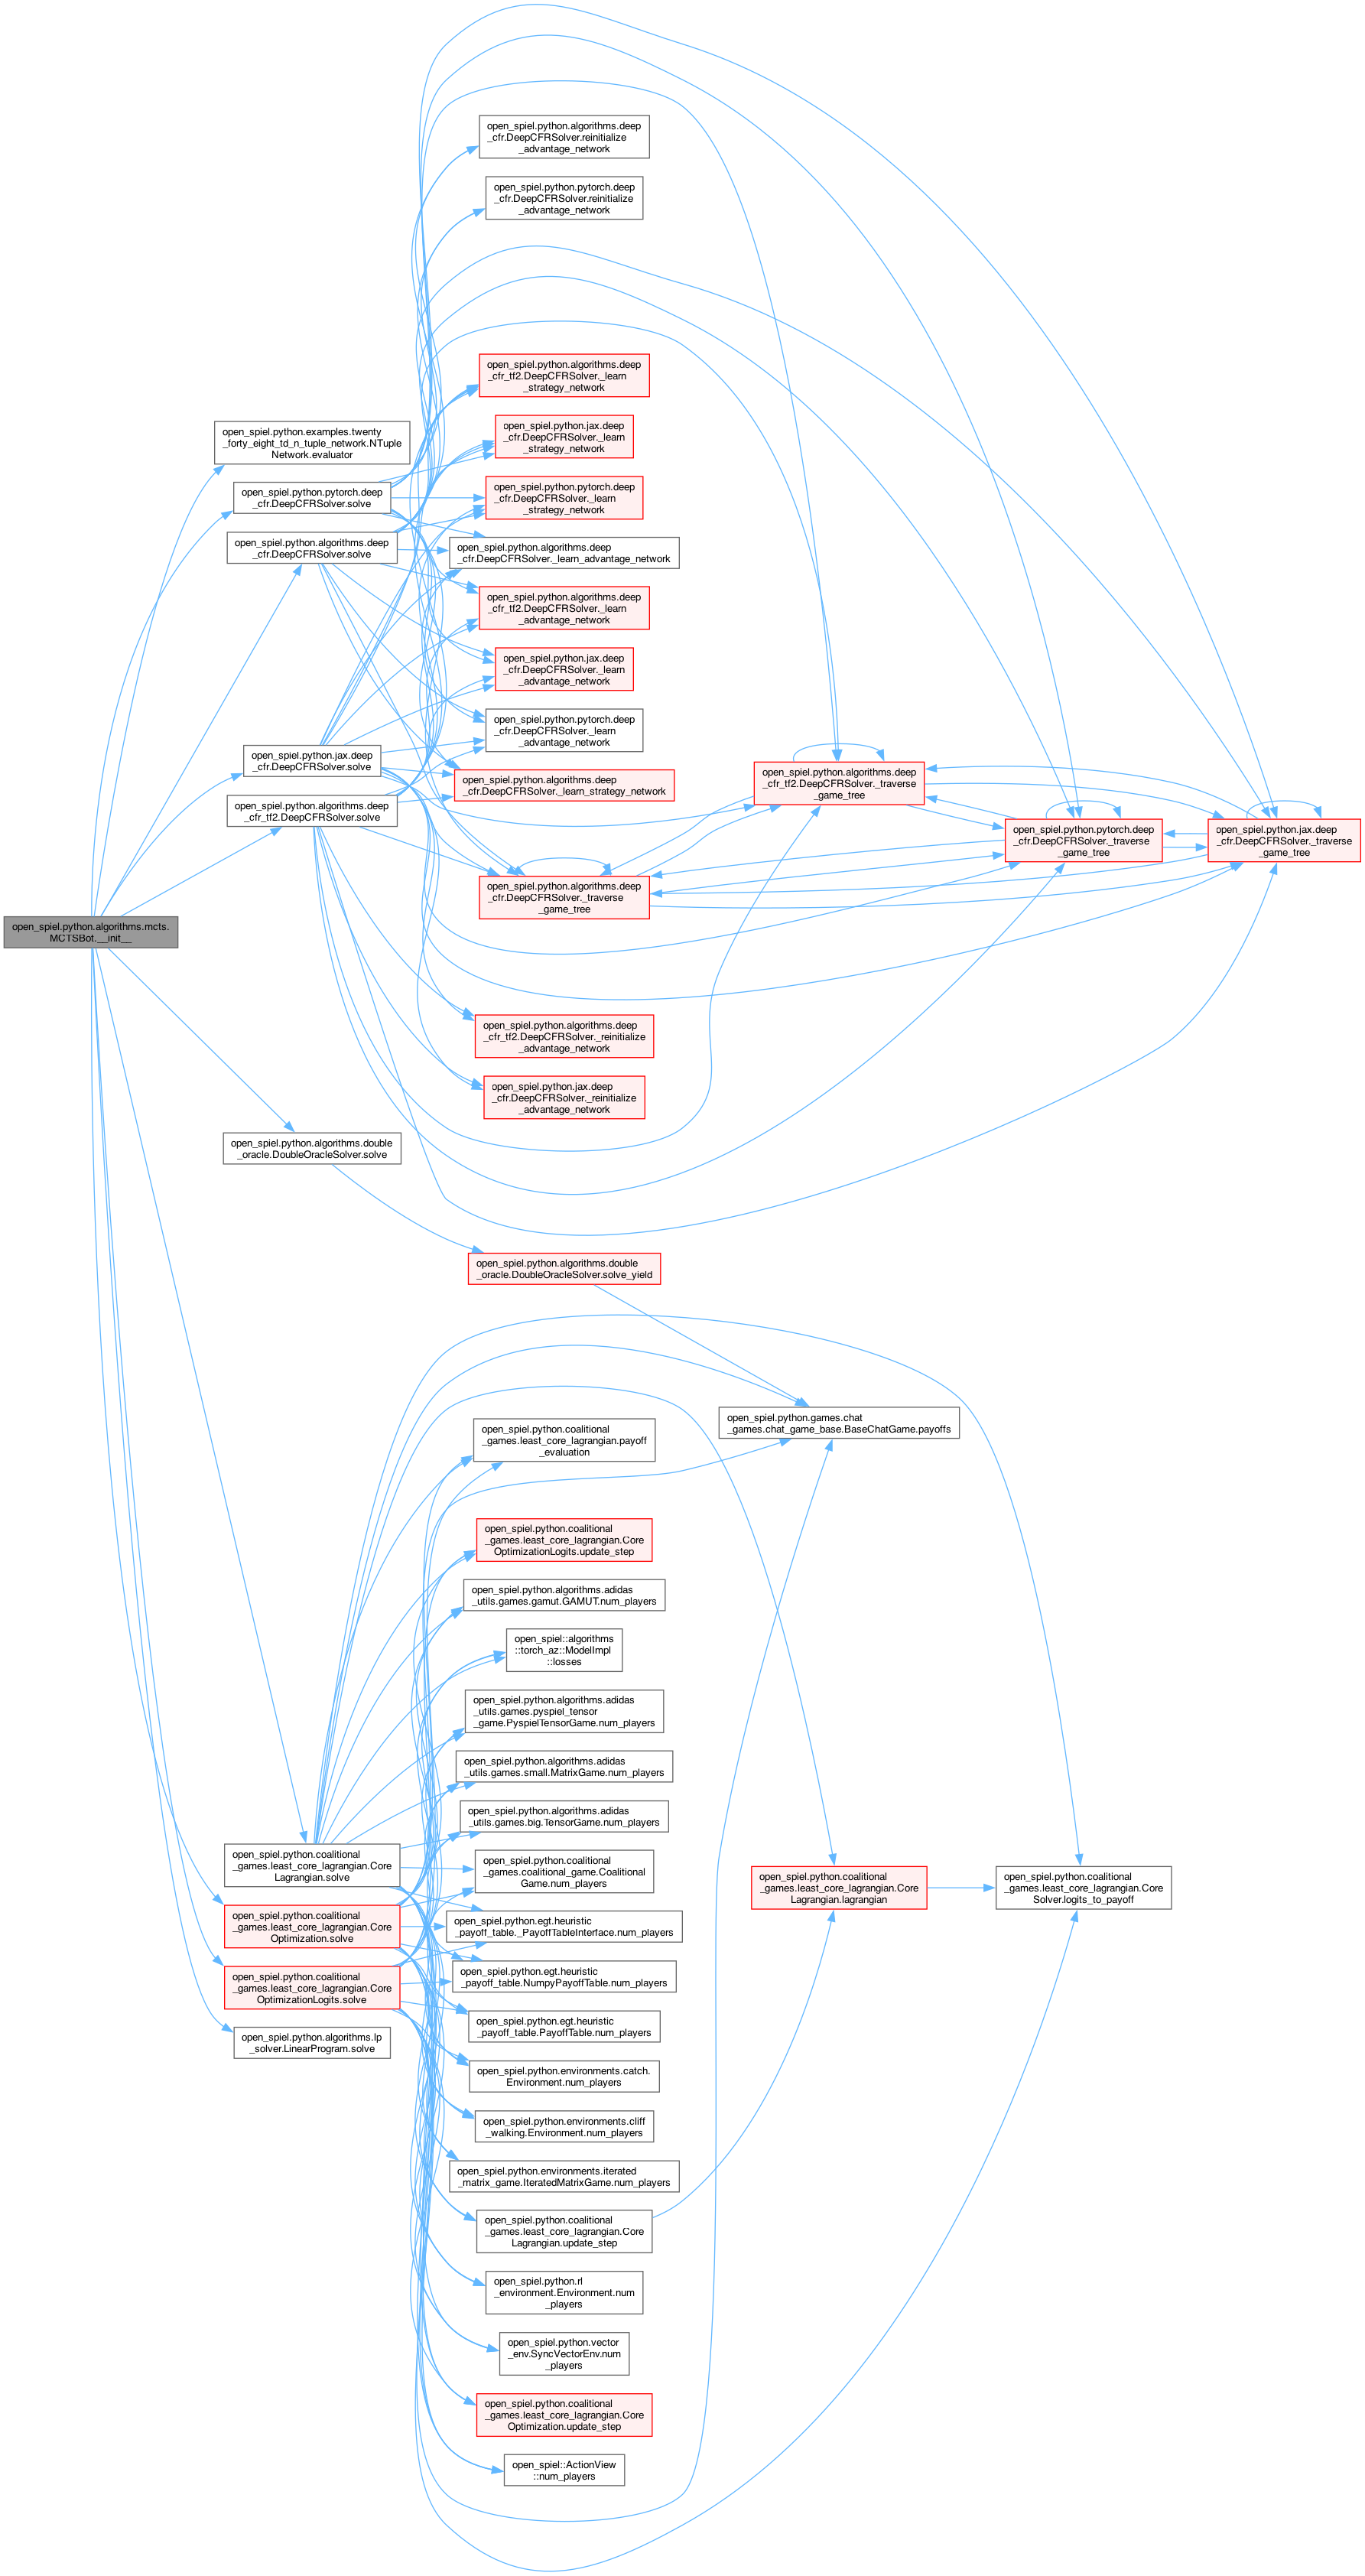 open_spiel.python.algorithms.deep
_cfr.DeepCFRSolver.reinitialize
_advantage_network
open_spiel.python.pytorch.deep
_cfr.DeepCFRSolver.reinitialize
_advantage_network
open_spiel.python.algorithms.deep
_cfr_tf2.DeepCFRSolver._learn
_strategy_network
open_spiel.python.examples.twenty
_forty_eight_td_n_tuple_network.NTuple
Network.evaluator
open_spiel.python.jax.deep
_cfr.DeepCFRSolver._learn
_strategy_network
open_spiel.python.pytorch.deep
_cfr.DeepCFRSolver.solve
open_spiel.python.pytorch.deep
_cfr.DeepCFRSolver._learn
_strategy_network
open_spiel.python.algorithms.deep
_cfr.DeepCFRSolver.solve
open_spiel.python.algorithms.deep
_cfr.DeepCFRSolver._learn_advantage_network
open_spiel.python.algorithms.deep
_cfr_tf2.DeepCFRSolver._learn
_advantage_network
open_spiel.python.jax.deep
_cfr.DeepCFRSolver._learn
_advantage_network
open_spiel.python.pytorch.deep
_cfr.DeepCFRSolver._learn
_advantage_network
open_spiel.python.jax.deep
_cfr.DeepCFRSolver.solve
open_spiel.python.algorithms.deep
_cfr.DeepCFRSolver._learn_strategy_network
open_spiel.python.algorithms.deep
_cfr_tf2.DeepCFRSolver._traverse
_game_tree
open_spiel.python.algorithms.deep
_cfr_tf2.DeepCFRSolver.solve
open_spiel.python.pytorch.deep
_cfr.DeepCFRSolver._traverse
_game_tree
open_spiel.python.jax.deep
_cfr.DeepCFRSolver._traverse
_game_tree
open_spiel.python.algorithms.deep
_cfr.DeepCFRSolver._traverse
_game_tree
open_spiel.python.algorithms.mcts.
MCTSBot.__init__
open_spiel.python.algorithms.deep
_cfr_tf2.DeepCFRSolver._reinitialize
_advantage_network
open_spiel.python.jax.deep
_cfr.DeepCFRSolver._reinitialize
_advantage_network
open_spiel.python.algorithms.double
_oracle.DoubleOracleSolver.solve
open_spiel.python.algorithms.double
_oracle.DoubleOracleSolver.solve_yield
open_spiel.python.games.chat
_games.chat_game_base.BaseChatGame.payoffs
open_spiel.python.coalitional
_games.least_core_lagrangian.payoff
_evaluation
open_spiel.python.coalitional
_games.least_core_lagrangian.Core
OptimizationLogits.update_step
open_spiel.python.algorithms.adidas
_utils.games.gamut.GAMUT.num_players
open_spiel::algorithms
::torch_az::ModelImpl
::losses
open_spiel.python.algorithms.adidas
_utils.games.pyspiel_tensor
_game.PyspielTensorGame.num_players
open_spiel.python.algorithms.adidas
_utils.games.small.MatrixGame.num_players
open_spiel.python.algorithms.adidas
_utils.games.big.TensorGame.num_players
open_spiel.python.coalitional
_games.least_core_lagrangian.Core
Lagrangian.solve
open_spiel.python.coalitional
_games.coalitional_game.Coalitional
Game.num_players
open_spiel.python.coalitional
_games.least_core_lagrangian.Core
Lagrangian.lagrangian
open_spiel.python.coalitional
_games.least_core_lagrangian.Core
Solver.logits_to_payoff
open_spiel.python.coalitional
_games.least_core_lagrangian.Core
Optimization.solve
open_spiel.python.egt.heuristic
_payoff_table._PayoffTableInterface.num_players
open_spiel.python.coalitional
_games.least_core_lagrangian.Core
OptimizationLogits.solve
open_spiel.python.egt.heuristic
_payoff_table.NumpyPayoffTable.num_players
open_spiel.python.algorithms.lp
_solver.LinearProgram.solve
open_spiel.python.egt.heuristic
_payoff_table.PayoffTable.num_players
open_spiel.python.environments.catch.
Environment.num_players
open_spiel.python.environments.cliff
_walking.Environment.num_players
open_spiel.python.environments.iterated
_matrix_game.IteratedMatrixGame.num_players
open_spiel.python.coalitional
_games.least_core_lagrangian.Core
Lagrangian.update_step
open_spiel.python.rl
_environment.Environment.num
_players
open_spiel.python.vector
_env.SyncVectorEnv.num
_players
open_spiel.python.coalitional
_games.least_core_lagrangian.Core
Optimization.update_step
open_spiel::ActionView
::num_players